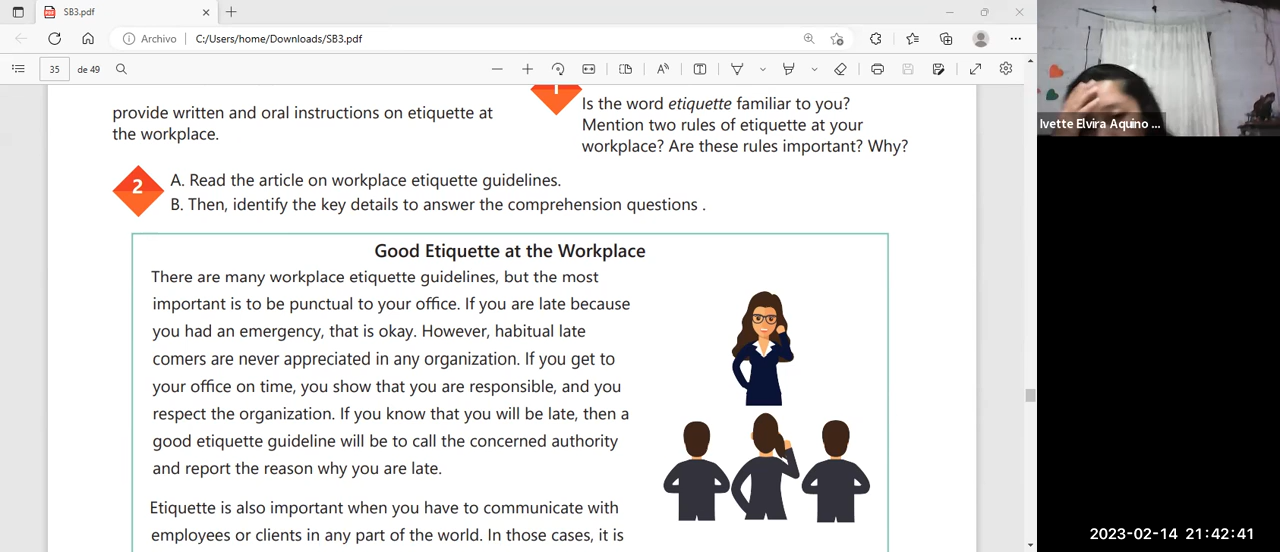 SB3.pdf
Archivo
C:/Users/home/Downloads/SB3.pdf
35
de 49
provide written and oral instructions on etiquette at
the workplace.
1
Is the word etiquette familiar to you?
Mention two rules of etiquette at your
workplace? Are these rules important? Why?
2
A. Read the article on workplace etiquette guidelines.
B. Then, identify the key details to answer the comprehension questions .
Good Etiquette at the Workplace
There are many workplace etiquette guidelines, but the most
important is to be punctual to your office. If you are late because
you had an emergency, that is okay. However, habitual late
comers are never appreciated in any organization. If you get to
your office on time, you show that you are responsible, and you
respect the organization. If you know that you will be late, then a
good etiquette guideline will be to call the concerned authority
and report the reason why you are late.
Etiquette is also important when you have to communicate with
employees or clients in any part of the world. In those cases, it is
Ivette Elvira Aquino ...
2023-02-14 21:42:41